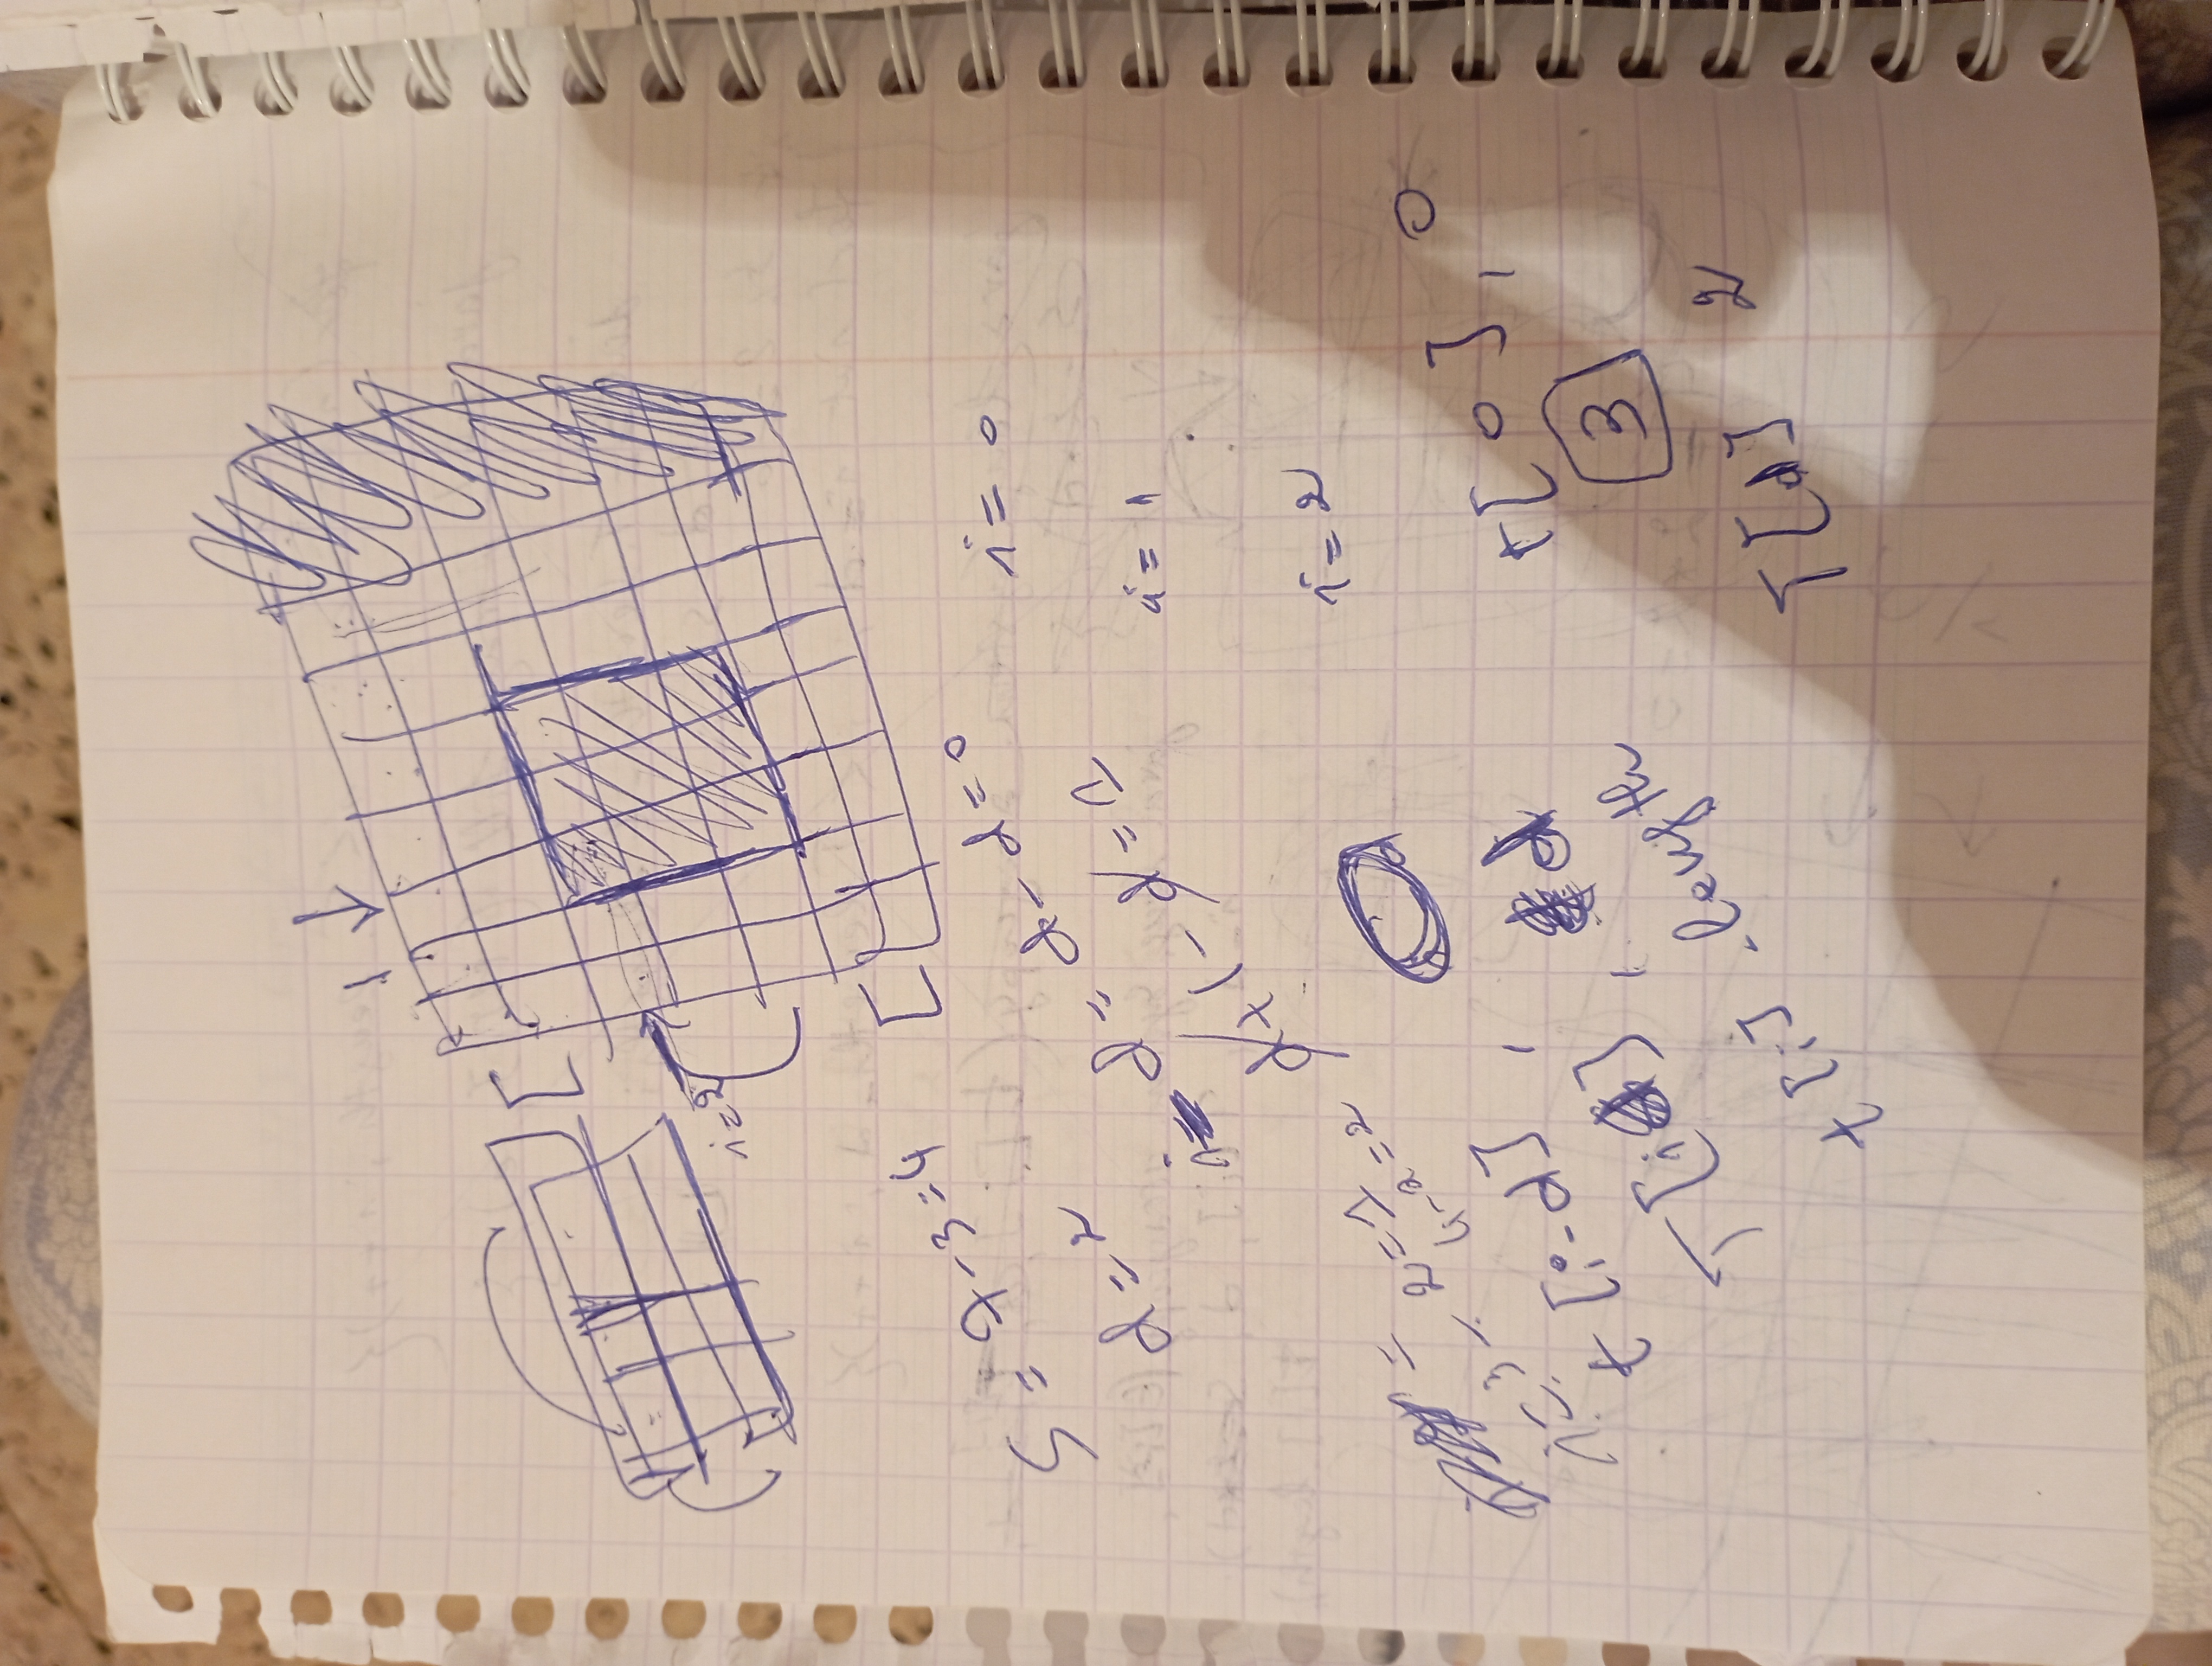 i=2
S = 7-3=4
d=2
i- d = d-d=0
d+1-d=1
i=0
i=1
i=2
=
i=3-2=1
4-2=2
t[i-d], 0
T[i], d
t[i].length
t[0], 0
3
T[d] 2